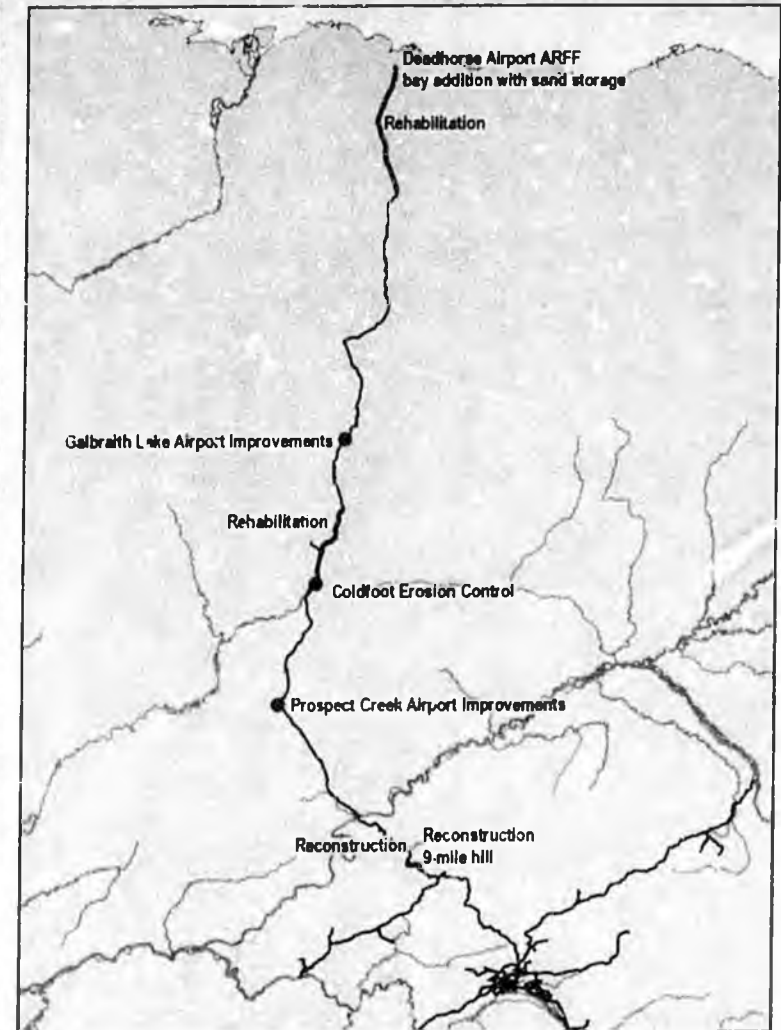 Deadhorse Airport ARFF
bay addition with sand storage
Rehabilitation
Galbraith Lake Airport Improvements
Rehabilitation
Coldfoot Erosion Control
Prospect Creek Airport Improvements
Reconstruction
Reconstruction
9-mile hill